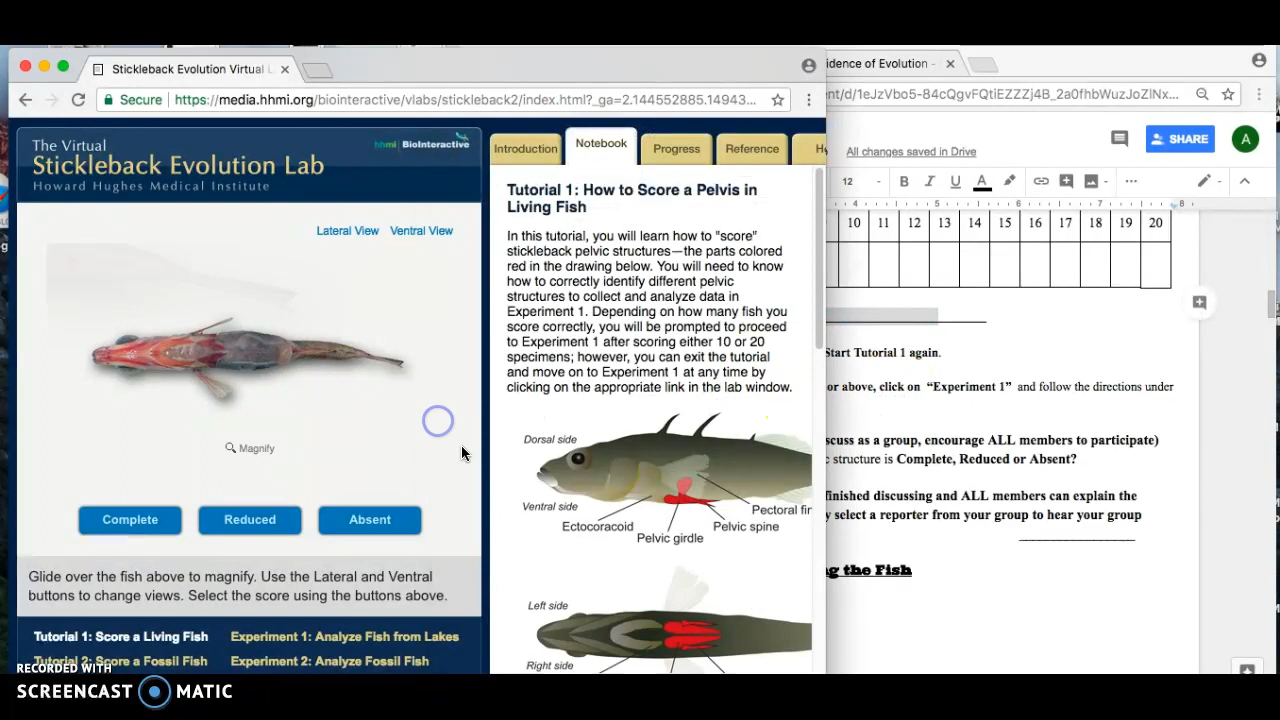 Stickleback Evolution Virtual L
idence of Evolution -
Secure
https://media.hhmi.org/biointeractive/vlabs/stickleback2/index.html?_ga=2.144552885.14943...
ent/d/1eJzVbo5-84cQgvFQtiEZZZj4B_2a0fhbWuzJoZlNx...
The Virtual
Stickleback Evolution Lab
Howard Hughes Medical Institute
hhmi BioInteractive
Introduction
Notebook
Progress
Reference
All changes saved in Drive
SHARE
A
12
B I U A
4 5 6 7 8
Lateral View Ventral View
Magnify
Complete
Reduced
Absent
Glide over the fish above to magnify. Use the Lateral and Ventral
buttons to change views. Select the score using the buttons above.
Tutorial 1: Score a Living Fish
Experiment 1: Analyze Fish from Lakes
Tutorial 2: Score a Fossil Fish
Experiment 2: Analyze Fossil Fish
Tutorial 1: How to Score a Pelvis in
Living Fish
In this tutorial, you will learn how to "score"
stickleback pelvic structures—the parts colored
red in the drawing below. You will need to know
how to correctly identify different pelvic
structures to collect and analyze data in
Experiment 1. Depending on how many fish you
score correctly, you will be prompted to proceed
to Experiment 1 after scoring either 10 or 20
specimens; however, you can exit the tutorial
and move on to Experiment 1 at any time by
clicking on the appropriate link in the lab window.
Dorsal side
Ventral side
Ectocoracoid
Pelvic girdle
Pelvic spine
Pectoral fin
Left side
Right side
10 11 12 13 14 15 16 17 18 19 20
Start Tutorial 1 again.
or above, click on "Experiment 1" and follow the directions under
scuss as a group, encourage ALL members to participate)
c structure is Complete, Reduced or Absent?
finished discussing and ALL members can explain the
y select a reporter from your group to hear your group
ng the Fish
RECORDED WITH
SCREENCAST MATIC